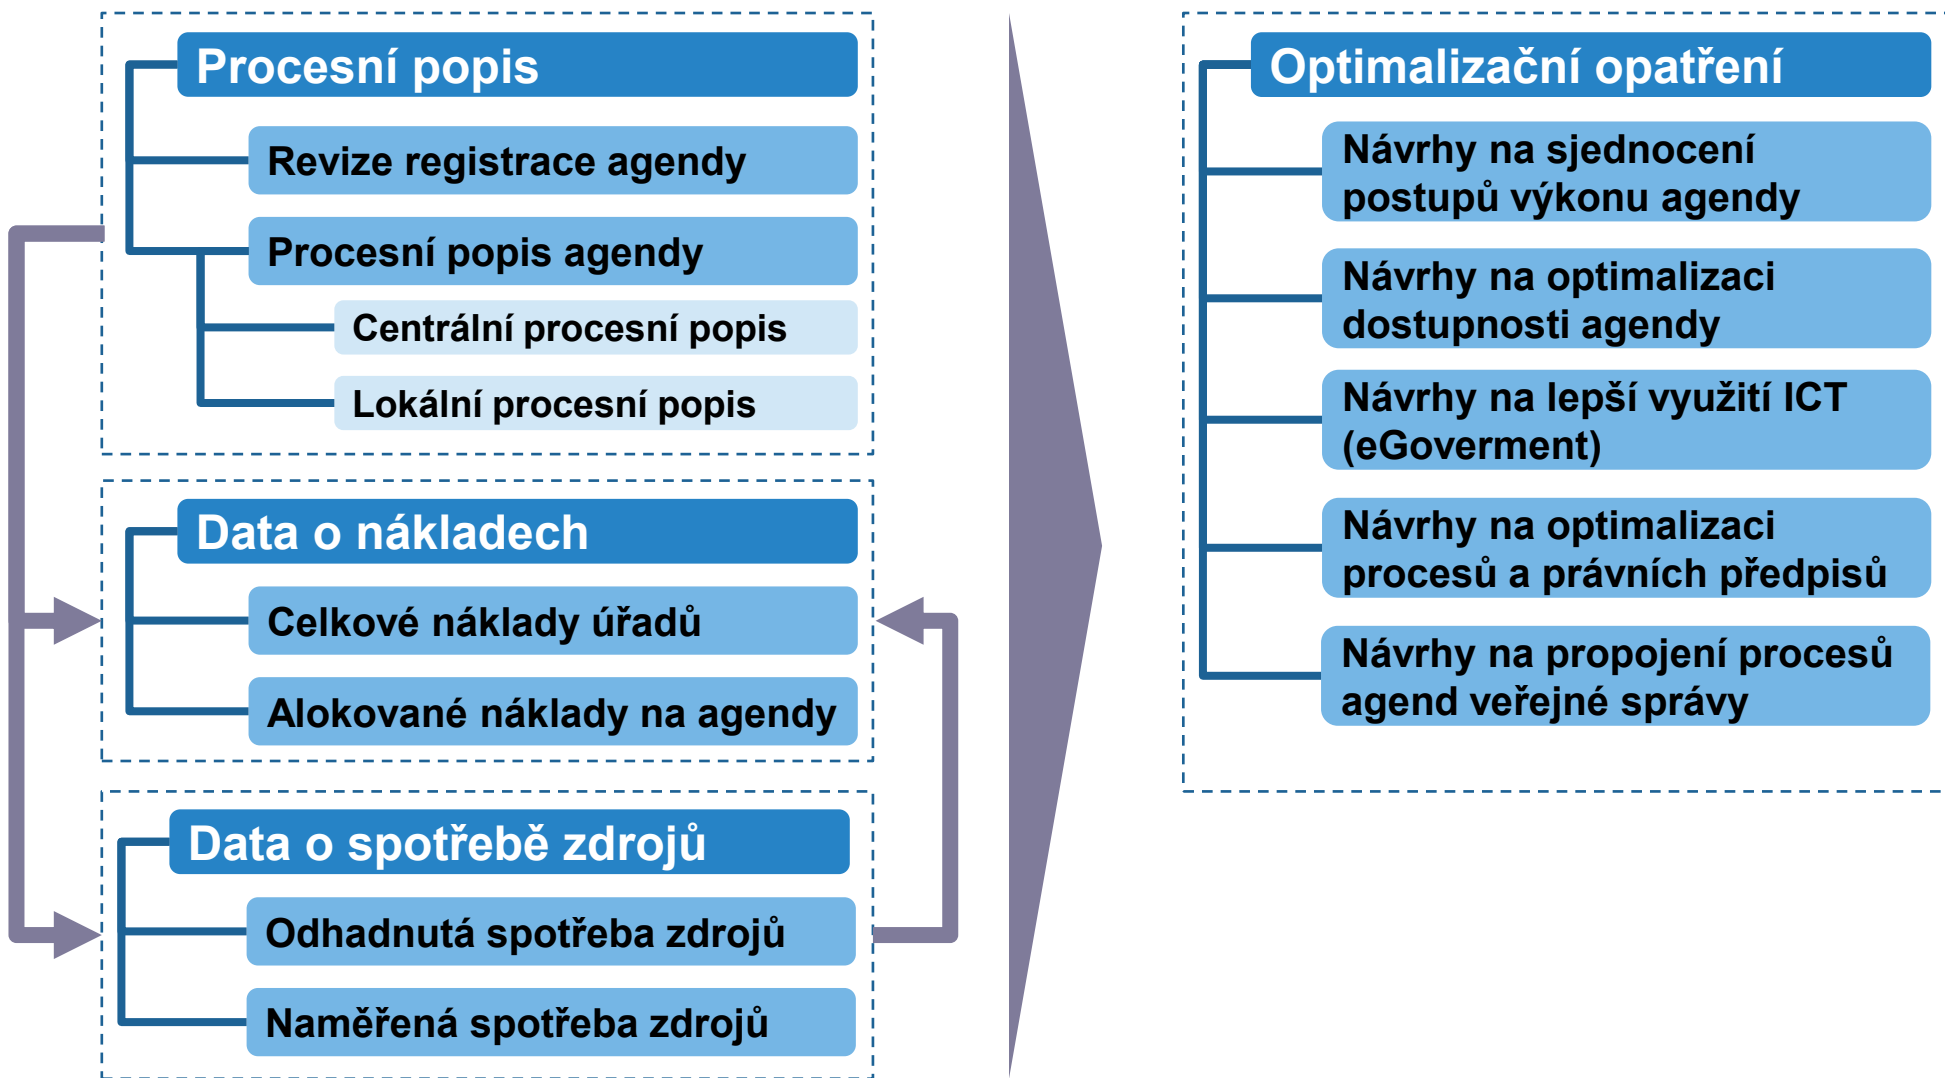 Procesní popis
Revize registrace agendy
Procesní popis agendy
Centrální procesní popis
Lokální procesní popis
Data o nákladech
Celkové náklady úřadů
Alokované náklady na agendy
Data o spotřebě zdrojů
Odhadnutá spotřeba zdrojů
Naměřená spotřeba zdrojů
Optimalizační opatření
Návrhy na sjednocení
postupů výkonu agendy
Návrhy na optimalizaci
dostupnosti agendy
Návrhy na lepší využití ICT
(eGoverment)
Návrhy na optimalizaci
procesů a právních předpisů
Návrhy na propojení procesů
agend veřejné správy